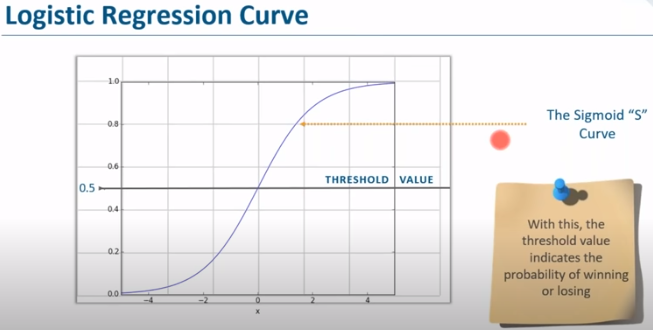 Logistic Regression Curve
1.0
0.8
The Sigmoid “S”
Curve
0.6
THRESHOLD VALUE
0.5
0.4
0.2
0.0
-4 -2 0 2 4
x
With this, the
threshold value
indicates the
probability of winning
or losing